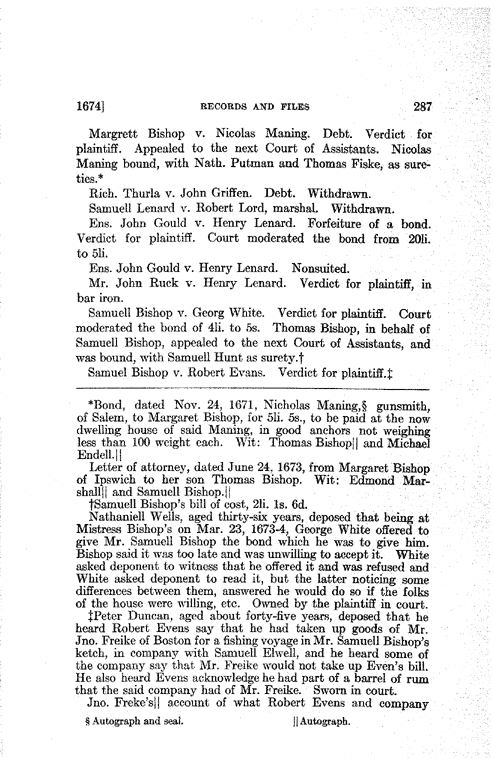 1674] RECORDS AND FILES 287
Margrett Bishop v. Nicolas Maning. Debt. Verdict for
plaintiff. Appealed to the next Court of Assistants. Nicolas
Maning bound, with Nath. Putman and Thomas Fiske, as sure-
ties.*
Rich. Thurla v. John Griffen. Debt. Withdrawn.
Samuell Lenard v. Robert Lord, marshal. Withdrawn.
Ens. John Gould v. Henry Lenard. Forfeiture of a bond.
Verdict for plaintiff. Court moderated the bond from 20li.
to 5li.
Ens. John Gould v. Henry Lenard. Nonsuited.
Mr. John Ruck v. Henry Lenard. Verdict for plaintiff, in
bar iron.
Samuell Bishop v. Georg White. Verdict for plaintiff. Court
moderated the bond of 4li. to 5s. Thomas Bishop, in behalf of
Samuell Bishop, appealed to the next Court of Assistants, and
was bound, with Samuell Hunt as surety.†
Samuel Bishop v. Robert Evans. Verdict for plaintiff.‡
*Bond, dated Nov. 24, 1671, Nicholas Maning,§ gunsmith,
of Salem, to Margaret Bishop, for 5li. 5s., to be paid at the now
dwelling house of said Maning, in good anchors not weighing
less than 100 weight each. Wit: Thomas Bishop|| and Michael
Endell.||
Letter of attorney, dated June 24, 1673, from Margaret Bishop
of Ipswich to her son Thomas Bishop. Wit: Edmond Mar-
shall|| and Samuell Bishop.||
†Samuell Bishop's bill of cost, 2li. 1s. 6d.
Nathaniell Wells, aged thirty-six years, deposed that being at
Mistress Bishop's on Mar. 23, 1673-4, George White offered to
give Mr. Samuell Bishop the bond which he was to give him.
Bishop said it was too late and was unwilling to accept it. White
asked deponent to witness that he offered it and was refused and
White asked deponent to read it, but the latter noticing some
differences between them, answered he would do so if the folks
of the house were willing, etc. Owned by the plaintiff in court.
‡Peter Duncan, aged about forty-five years, deposed that he
heard Robert Evens say that he had taken up goods of Mr.
Jno. Freike of Boston for a fishing voyage in Mr. Samuell Bishop's
ketch, in company with Samuell Elwell, and he heard some of
the company say that Mr. Freike would not take up Even's bill.
He also heard Evens acknowledge he had part of a barrel of rum
that the said company had of Mr. Freike. Sworn in court.
Jno. Freke's|| account of what Robert Evens and company
§ Autograph and seal. || Autograph.